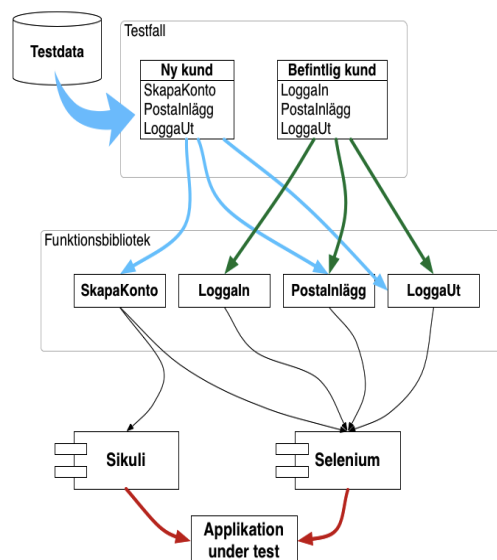 Testdata
Testfall
Ny kund
SkapaKonto
PostaInlägg
LoggaUt
Befintlig kund
LoggaIn
PostaInlägg
LoggaUt
Funktionsbibliotek
SkapaKonto
LoggaIn
PostaInlägg
LoggaUt
Sikuli
Selenium
Applikation
under test